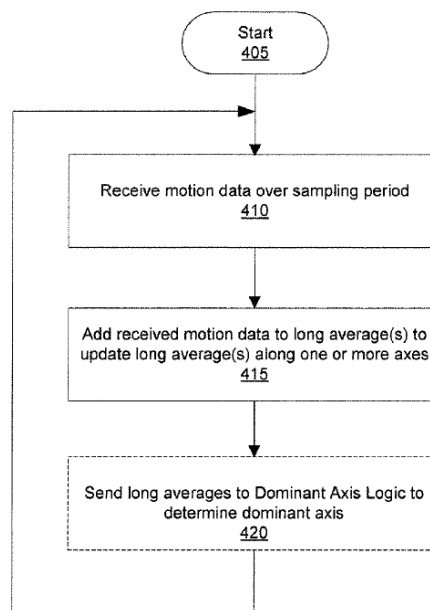 Start
405
Receive motion data over sampling period
410
Add received motion data to long average(s) to
update long average(s) along one or more axes
415
Send long averages to Dominant Axis Logic to
determine dominant axis
420